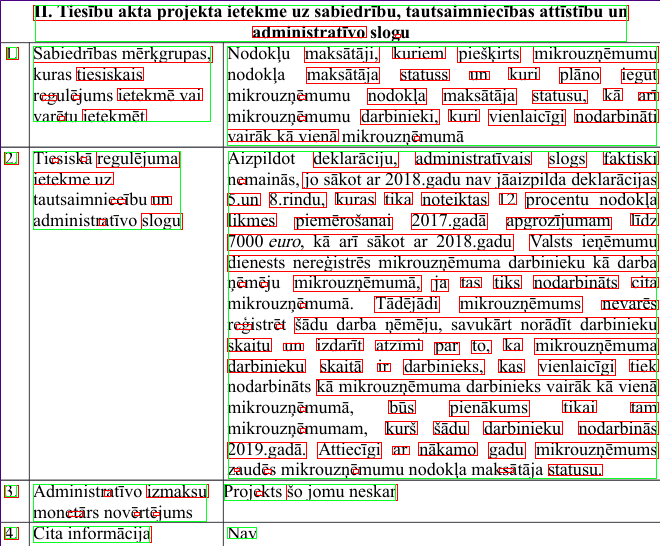 II. Tiesību akta projekta ietekme uz sabiedrību, tautsaimniecības attīstību un
administratīvo slogu
1. Sabiedrības mērķgrupas, Nodokļu maksātāji, kuriem piešķirts mikrouzņēmumu
kuras tiesiskais nodokļa maksātāja statuss un kuri plāno iegūt
regulējums ietekmē vai mikrouzņēmumu nodokļa maksātāja statusu, kā arī
varētu ietekmēt mikrouzņēmumu darbinieki, kuri vienlaicīgi nodarbināti
vairāk kā vienā mikrouzņēmumā
2. Tiesiskā regulējuma Aizpildot deklarāciju, administratīvais slogs faktiski
ietekme uz nemainās, jo sākot ar 2018.gadu nav jāaizpilda deklarācijas
tautsaimniecību un 5.un 8.rindu, kuras tika noteiktas 12 procentu nodokļa
administratīvo slogu likmes piemērošanai 2017.gadā apgrozījumam līdz
7000 euro, kā arī sākot ar 2018.gadu Valsts ieņēmumu
dienests nereģistrēs mikrouzņēmuma darbinieku kā darba
ņēmēju mikrouzņēmumā, ja tas tiks nodarbināts citā
mikrouzņēmumā. Tādējādi mikrouzņēmums nevarēs
reģistrēt šādu darba ņēmēju, savukārt norādīt darbinieku
skaitu un izdarīt atzīmi par to, ka mikrouzņēmuma
darbinieku skaitā ir darbinieks, kas vienlaicīgi tiek
nodarbināts kā mikrouzņēmuma darbinieks vairāk kā vienā
mikrouzņēmumā, būs pienākums tikai tam
mikrouzņēmumam, kurš šādu darbinieku nodarbinās
2019.gadā. Attiecīgi ar nākamo gadu mikrouzņēmums
zaudēs mikrouzņēmumu nodokļa maksātāja statusu.
3. Administratīvo izmaksu Projekts šo jomu neskar
monetārs novērtējums
4. Cita informācija Nav